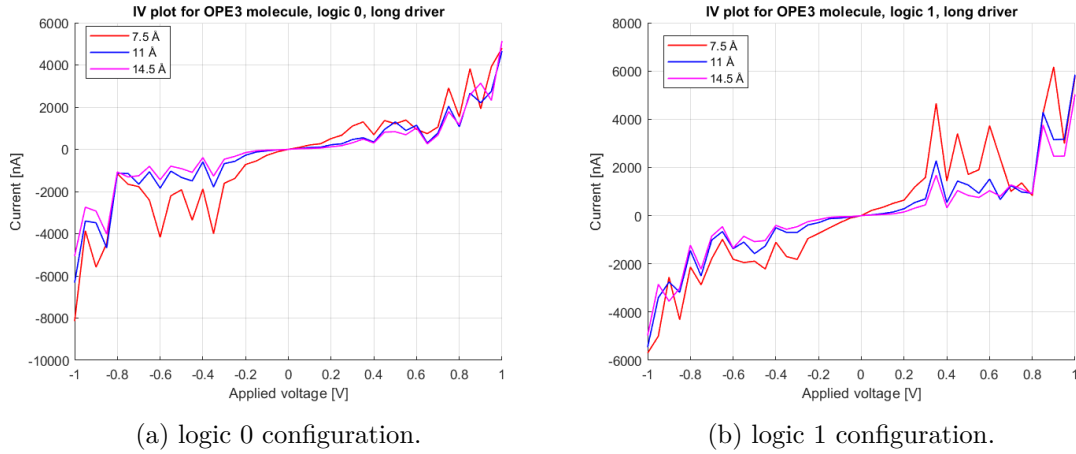 IV plot for OPE3 molecule, logic 0, long driver
6000
4000
2000
0
-2000
-4000
-6000
-8000
-10000
Current [nA]
7.5 Å
11 Å
14.5 Å
-1 -0.8 -0.6 -0.4 -0.2 0 0.2 0.4 0.6 0.8 1
Applied voltage [V]
(a) logic 0 configuration.
IV plot for OPE3 molecule, logic 1, long driver
8000
6000
4000
2000
0
-2000
-4000
-6000
Current [nA]
7.5 Å
11 Å
14.5 Å
-1 -0.8 -0.6 -0.4 -0.2 0 0.2 0.4 0.6 0.8 1
Applied voltage [V]
(b) logic 1 configuration.